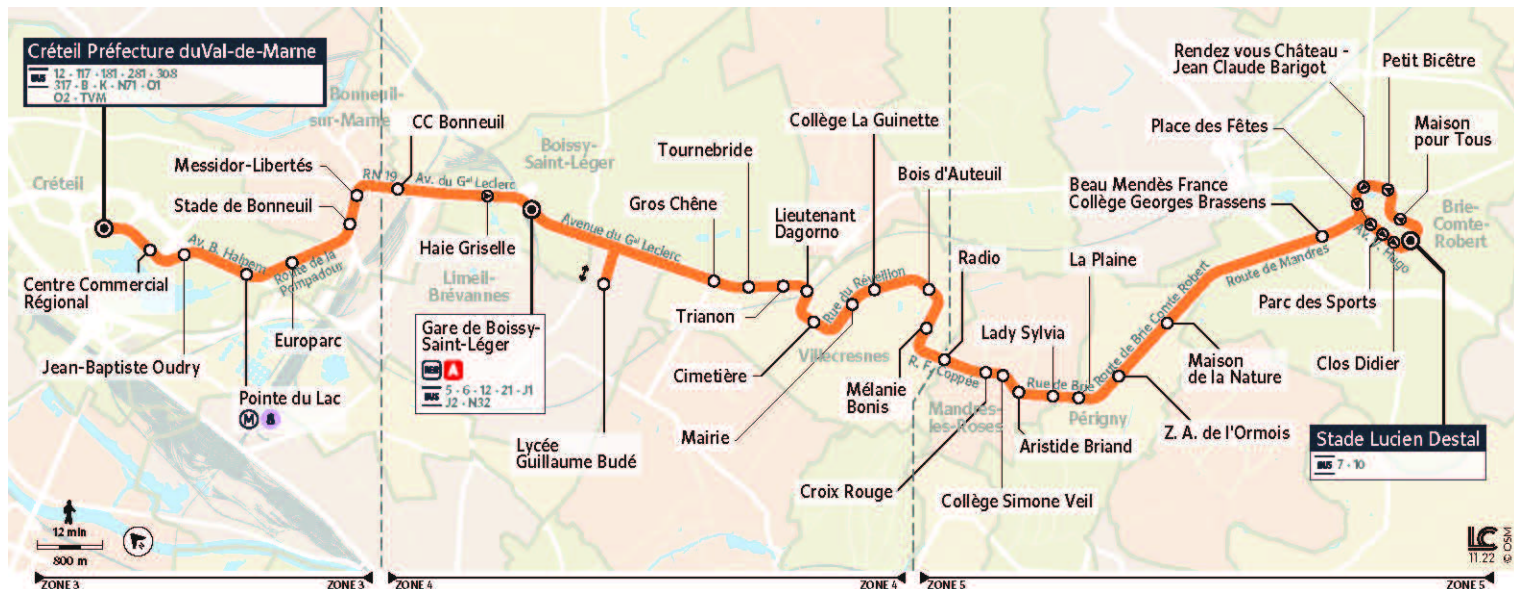 Créteil Préfecture duVal-de-Marne
BUS 12 - 117 - 181 - 281 - 308
317 - B - K - N71 - O1
O2 - TVM
Bonneuil-
sur-Marne
Créteil
Centre Commercial
Régional
Jean-Baptiste Oudry
Av. B. Halpern
Pointe du Lac
M 8
Route de la
Pompadour
Europarc
Stade de Bonneuil
Messidor-Libertés
RN 19
CC Bonneuil
Av. du Gal Leclerc
Haie Griselle
Boissy-
Saint-Léger
Limeil-
Brévannes
Gare de Boissy-
Saint-Léger
RER A
BUS 5 - 6 - 12 - 21 - J1
J2 - N32
Avenue du Gal Leclerc
Lycée
Guillaume Budé
Gros Chêne
Tournebride
Trianon
Lieutenant
Dagorno
Cimetière
Mairie
Rue du Réveillon
Villecresnes
Collège La Guinette
Bois d'Auteuil
Mélanie
Bonis
Radio
R. F. Coppée
Croix Rouge
Mandres-
les-Roses
Collège Simone Veil
Aristide Briand
Lady Sylvia
Rue de Brie
La Plaine
Périgny
Z. A. de l'Ormois
Route de Brie Comte Robert
Maison
de la Nature
Route de Mandres
Beau Mendès France
Collège Georges Brassens
Place des Fêtes
Rendez vous Château -
Jean Claude Barigot
Petit Bicêtre
Maison
pour Tous
Brie-
Comte-
Robert
Parc des Sports
Clos Didier
Stade Lucien Destal
BUS 7 - 10
12 min
800 m
LC
11.22
© OSM
ZONE 3
ZONE 3
ZONE 4
ZONE 4
ZONE 5
ZONE 5